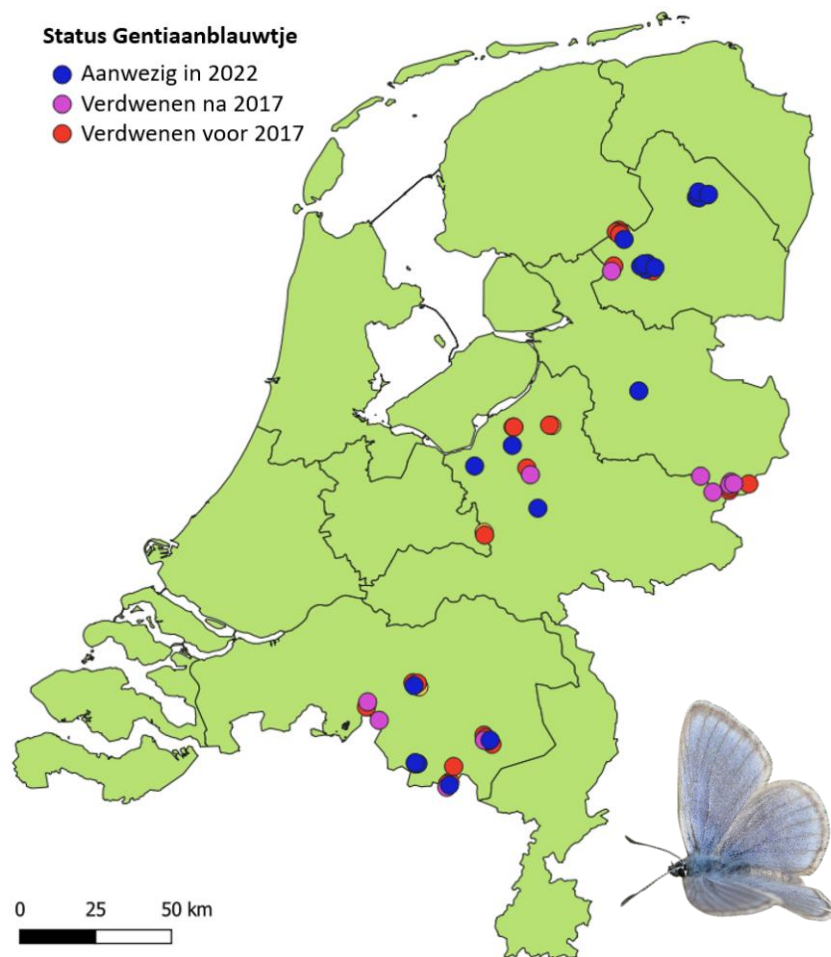 Status Gentiaanblauwtje
Aanwezig in 2022
Verdwenen na 2017
Verdwenen voor 2017
0 25 50 km